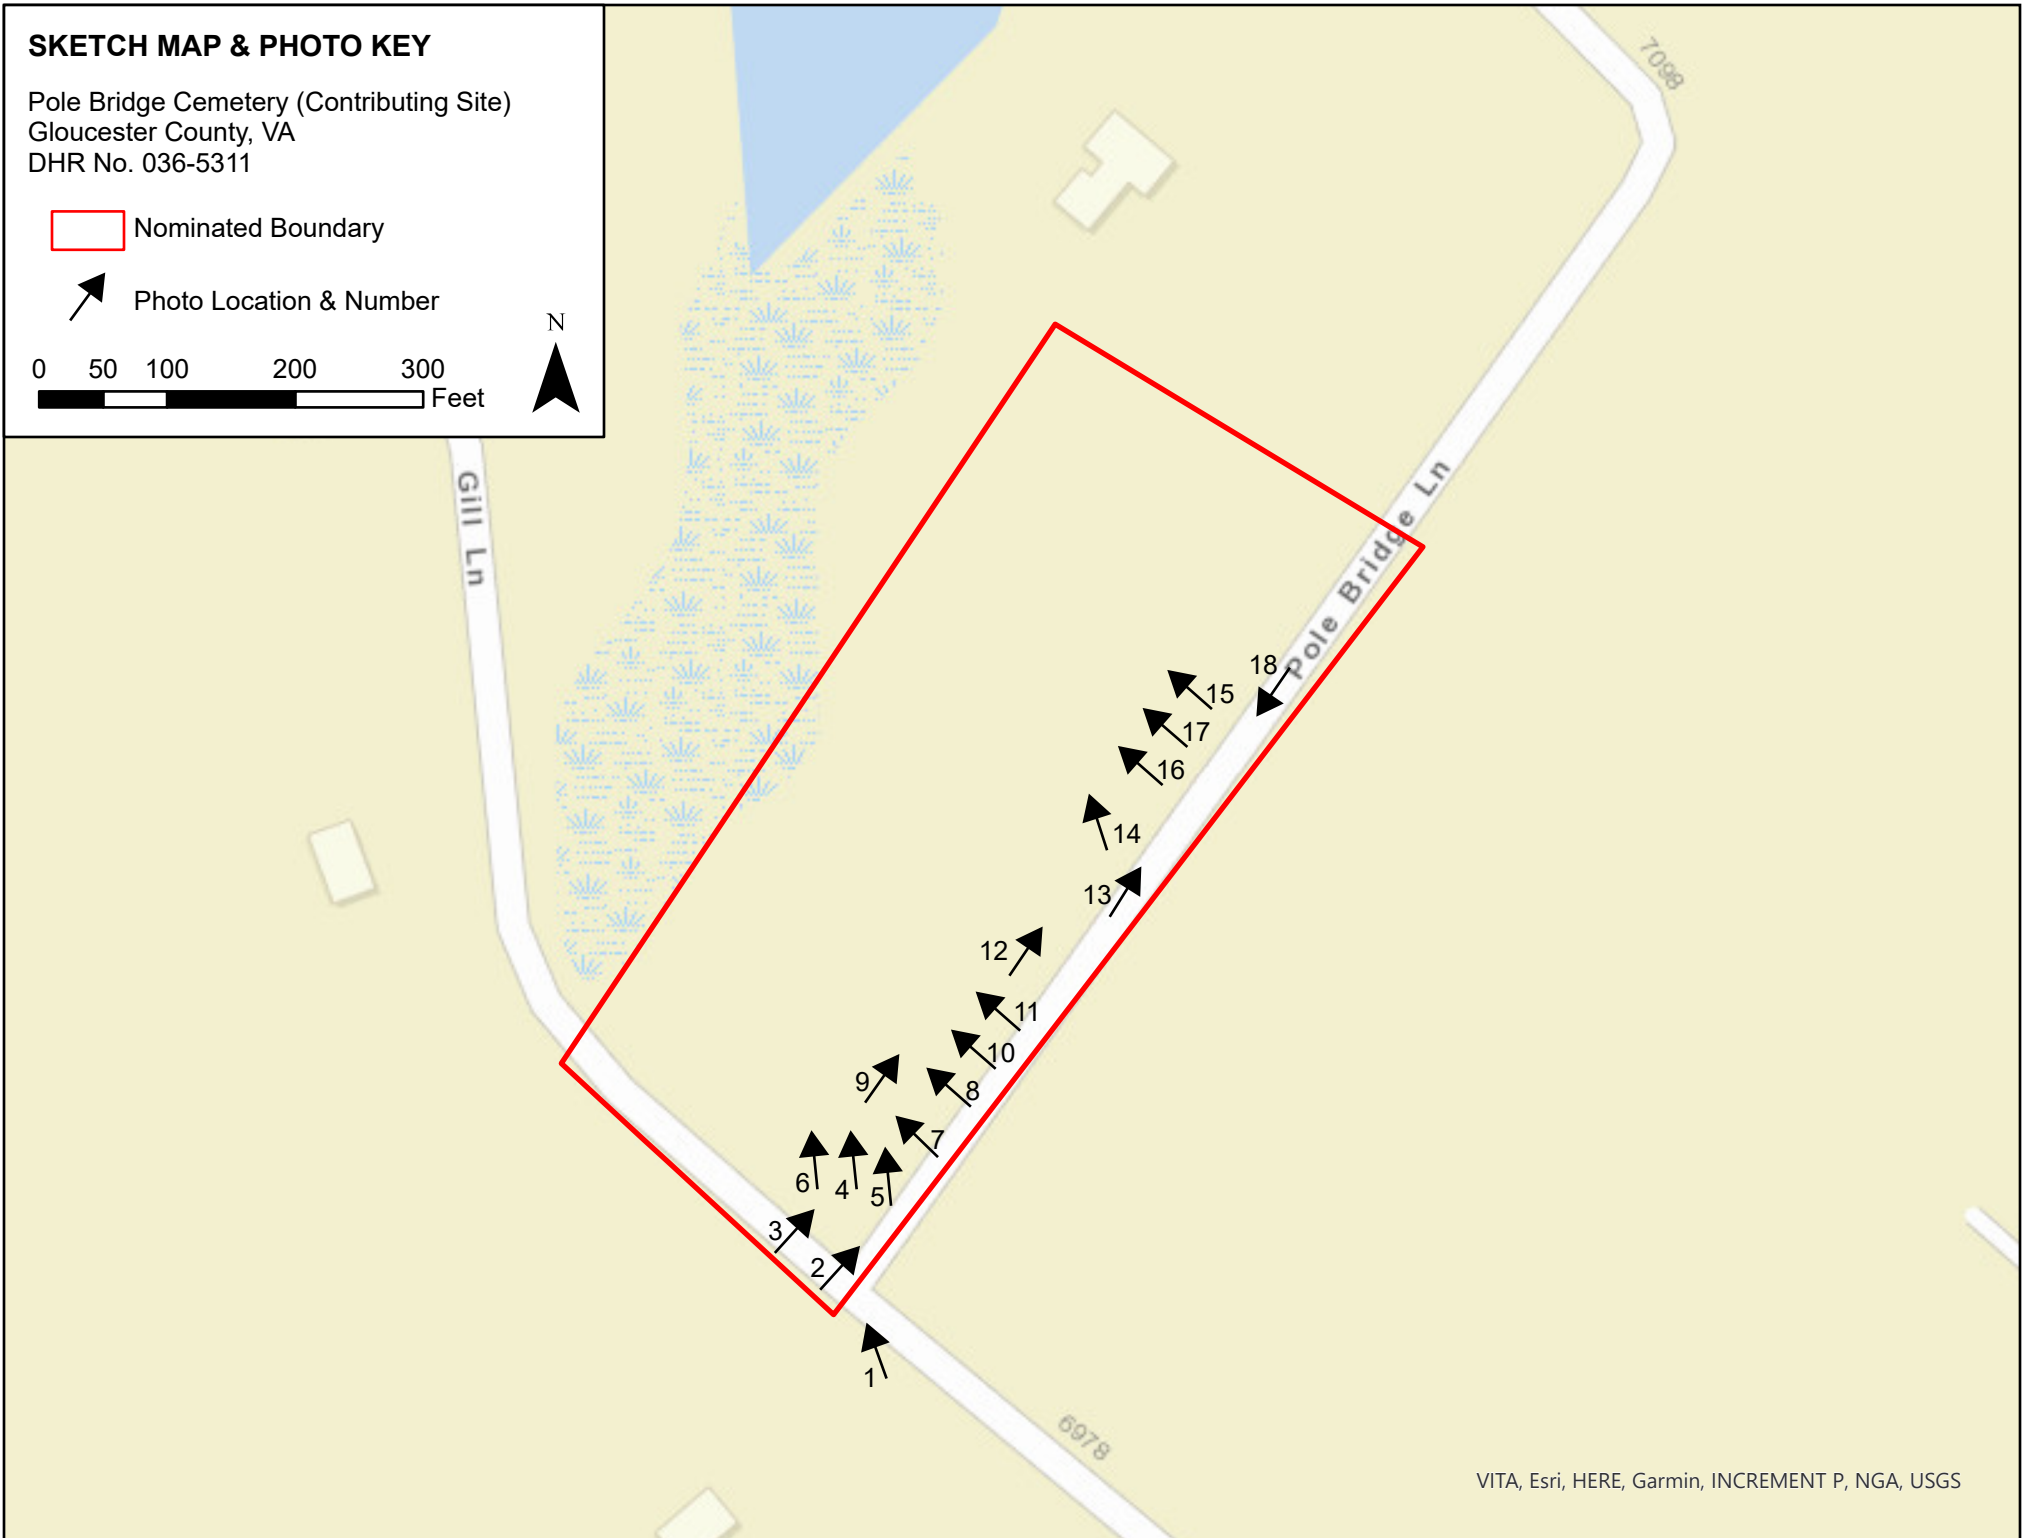 SKETCH MAP & PHOTO KEY
Pole Bridge Cemetery (Contributing Site)
Gloucester County, VA
DHR No. 036-5311
Nominated Boundary
Photo Location & Number
N
0 50 100 200 300
Feet
7098
Gill Ln
Pole Bridge Ln
18
15
17
16
14
13
12
11
10
9
8
7
6
4
5
3
2
1
6978
VITA, Esri, HERE, Garmin, INCREMENT P, NGA, USGS